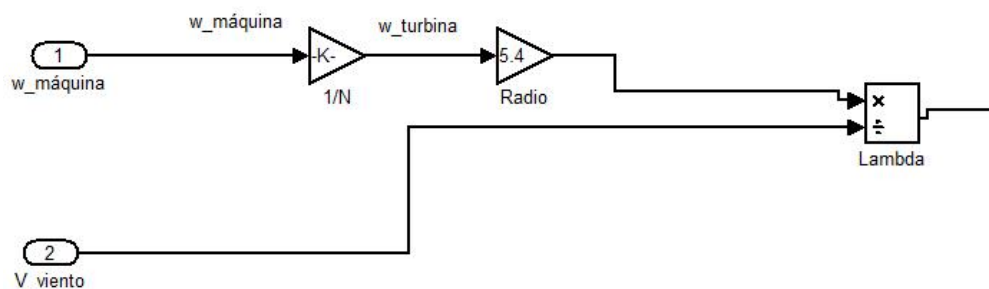 w_máquina
w_turbina
1
-K-
5.4
w_máquina
1/N
Radio
×
÷
Lambda
2
V_viento